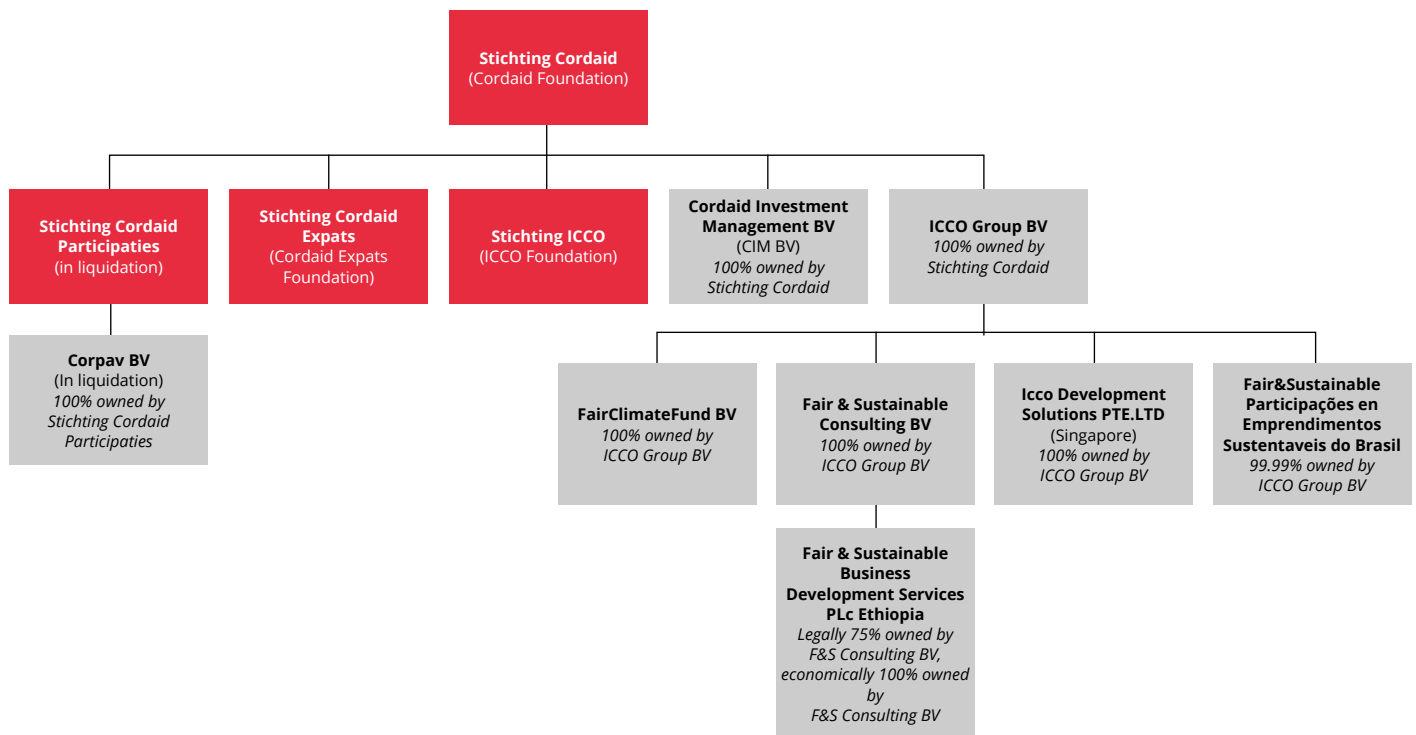 Stichting Cordaid
(Cordaid Foundation)
Stichting Cordaid
Participaties
(in liquidation)
Stichting Cordaid
Expats
(Cordaid Expats
Foundation)
Stichting ICCO
(ICCO Foundation)
Cordaid Investment
Management BV
(CIM BV)
100% owned by
Stichting Cordaid
ICCO Group BV
100% owned by
Stichting Cordaid
Corpav BV
(In liquidation)
100% owned by
Stichting Cordaid
Participaties
FairClimateFund BV
100% owned by
ICCO Group BV
Fair & Sustainable
Consulting BV
100% owned by
ICCO Group BV
Icco Development
Solutions PTE.LTD
(Singapore)
100% owned by
ICCO Group BV
Fair&Sustainable
Participações en
Emprendimentos
Sustentaveis do Brasil
99.99% owned by
ICCO Group BV
Fair & Sustainable
Business
Development Services
PLc Ethiopia
Legally 75% owned by
F&S Consulting BV,
economically 100% owned
by
F&S Consulting BV